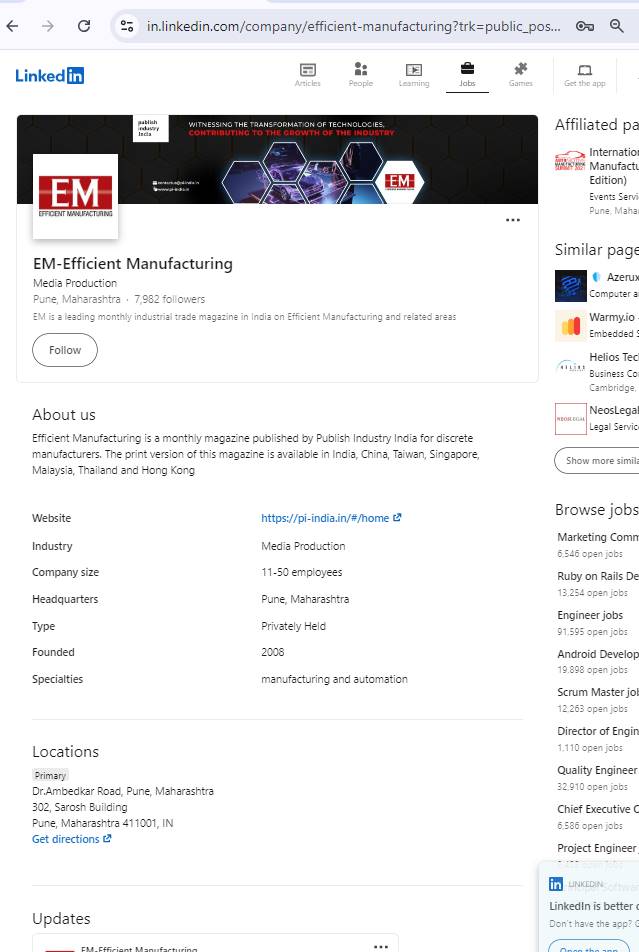 in.linkedin.com/company/efficient-manufacturing?trk=public_pos...
Linked in
Articles
People
Learning
Jobs
Games
Get the app
publish
industry
India
WITNESSING THE TRANSFORMATION OF TECHNOLOGIES,
CONTRIBUTING TO THE GROWTH OF THE INDUSTRY
contactus@pi-india.in
www.pi-india.in
EM
EFFICIENT MANUFACTURING
EM
EM-Efficient Manufacturing
Media Production
Pune, Maharashtra · 7,982 followers
EM is a leading monthly industrial trade magazine in India on Efficient Manufacturing and related areas
Follow
About us
Efficient Manufacturing is a monthly magazine published by Publish Industry India for discrete
manufacturers. The print version of this magazine is available in India, China, Taiwan, Singapore,
Malaysia, Thailand and Hong Kong
Website
https://pi-india.in/#/home
Industry
Media Production
Company size
11-50 employees
Headquarters
Pune, Maharashtra
Type
Privately Held
Founded
2008
Specialties
manufacturing and automation
Locations
Primary
Dr.Ambedkar Road, Pune, Maharashtra
302, Sarosh Building
Pune, Maharashtra 411001, IN
Get directions
Updates
EM-Efficient Manufacturing
Affiliated pa
Internation
Manufactu
Edition)
Events Servi
Pune, Mahar
Similar page
Azerux
Computer a
Warmy.io
Embedded S
Helios Tec
Business Co
Cambridge,
NeosLegal
Legal Service
Show more simila
Browse jobs
Marketing Comm
6,546 open jobs
Ruby on Rails De
13,254 open jobs
Engineer jobs
91,595 open jobs
Android Develop
19,898 open jobs
Scrum Master job
12,263 open jobs
Director of Engin
1,110 open jobs
Quality Engineer
32,910 open jobs
Chief Executive O
6,586 open jobs
Project Engineer
LINKEDIN
LinkedIn is better o
Don't have the app? G
Open the app